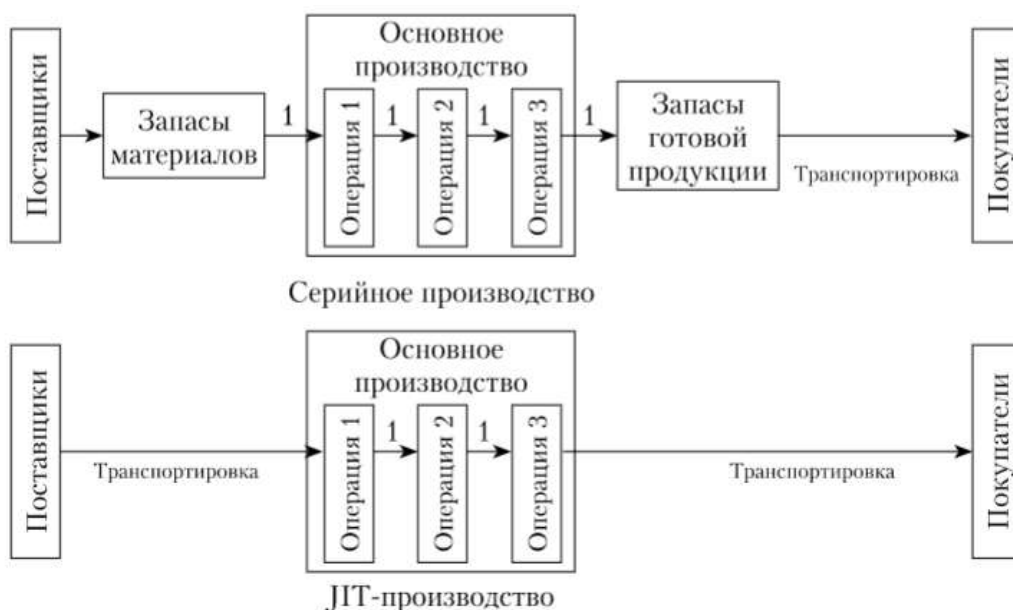 Поставщики
Запасы
материалов
1
Основное
производство
Операция 1
1
Операция 2
1
Операция 3
1
Запасы
готовой
продукции
Транспортировка
Покупатели
Серийное производство
Поставщики
Транспортировка
Основное
производство
Операция 1
1
Операция 2
1
Операция 3
Транспортировка
Покупатели
JIT-производство